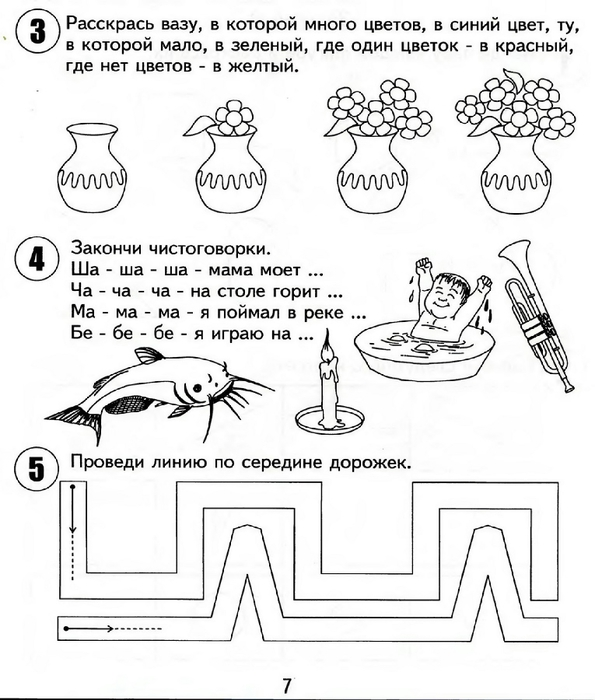 3 Расскрась вазу, в которой много цветов, в синий цвет, ту,
в которой мало, в зеленый, где один цветок - в красный,
где нет цветов - в желтый.
4 Закончи чистоговорки.
Ша - ша - ша - мама моет ...
Ча - ча - ча - на столе горит ...
Ма - ма - ма - я поймал в реке ...
Бе - бе - бе - я играю на ...
5 Проведи линию по середине дорожек.
7